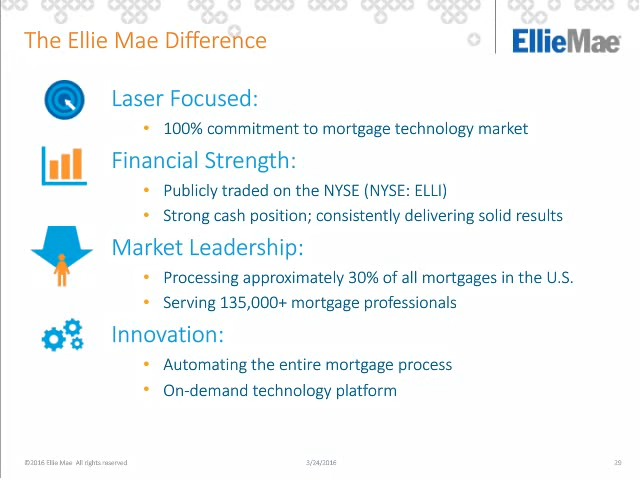 The Ellie Mae Difference
EllieMae
Laser Focused:
• 100% commitment to mortgage technology market
Financial Strength:
• Publicly traded on the NYSE (NYSE: ELLI)
• Strong cash position; consistently delivering solid results
Market Leadership:
• Processing approximately 30% of all mortgages in the U.S.
• Serving 135,000+ mortgage professionals
Innovation:
• Automating the entire mortgage process
• On-demand technology platform
©2016 Ellie Mae All rights reserved
3/24/2016
29